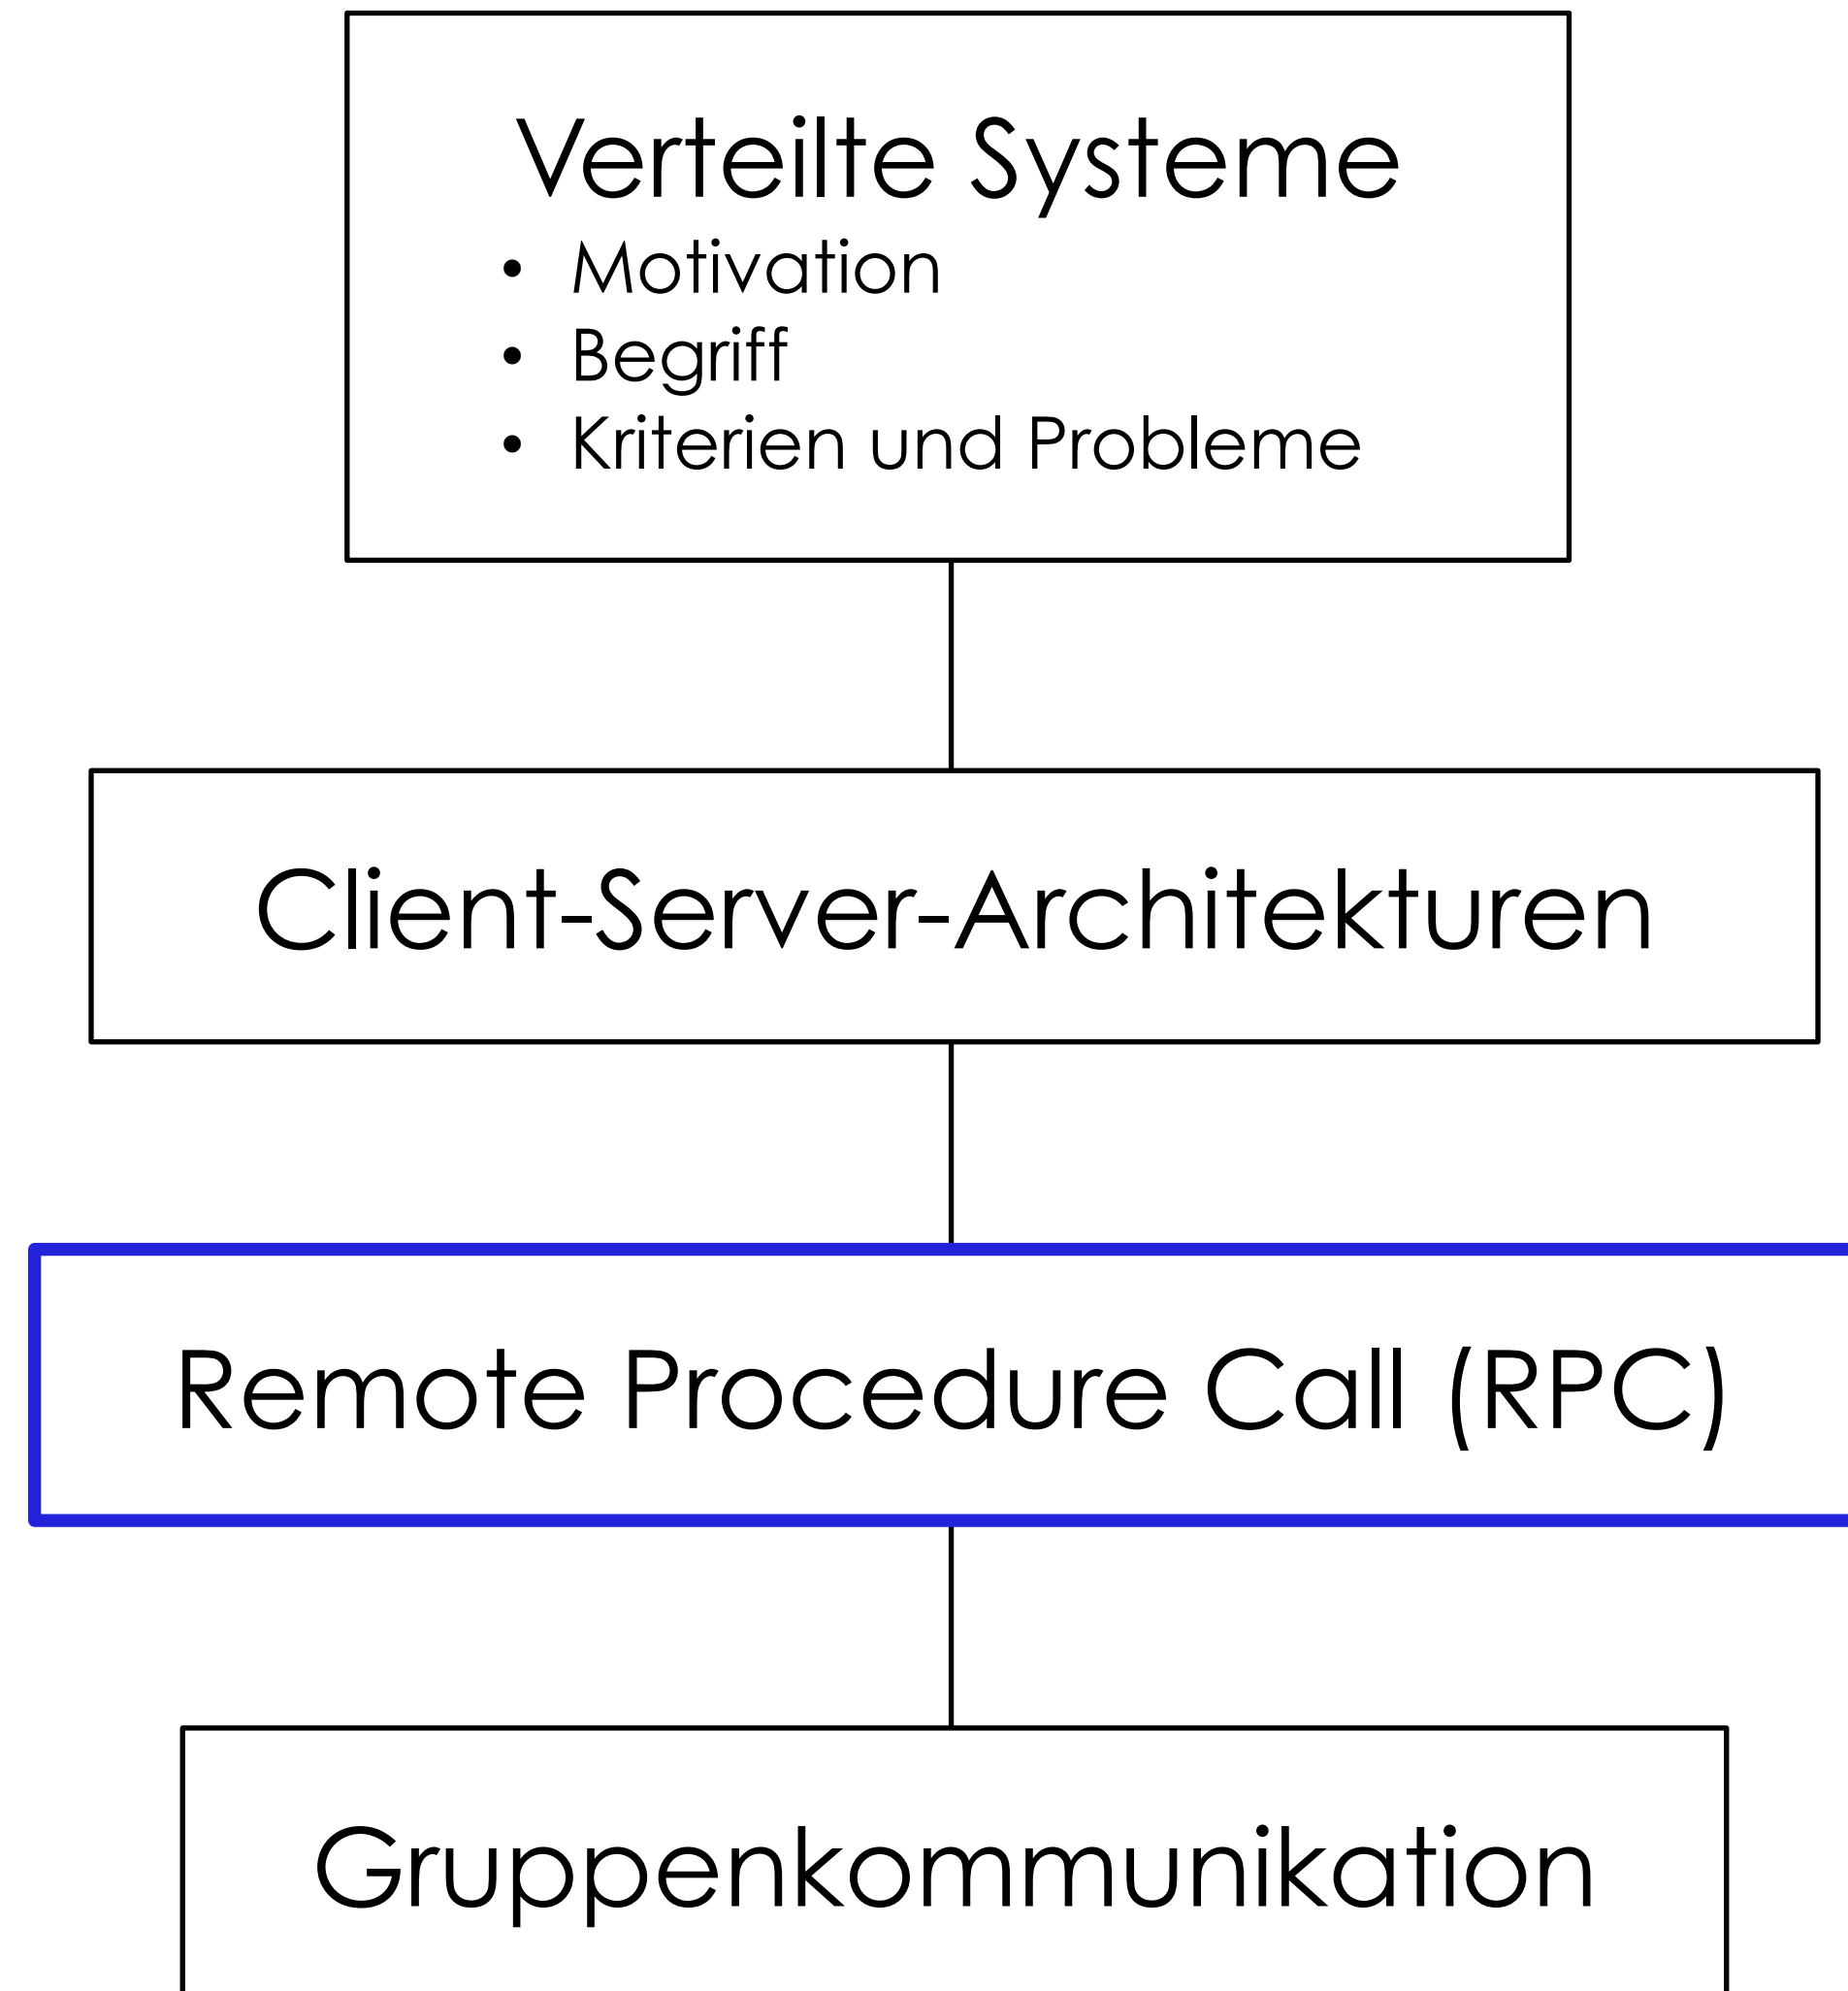 Verteilte Systeme
• Motivation
• Begriff
• Kriterien und Probleme
Client-Server-Architekturen
Remote Procedure Call (RPC)
Gruppenkommunikation